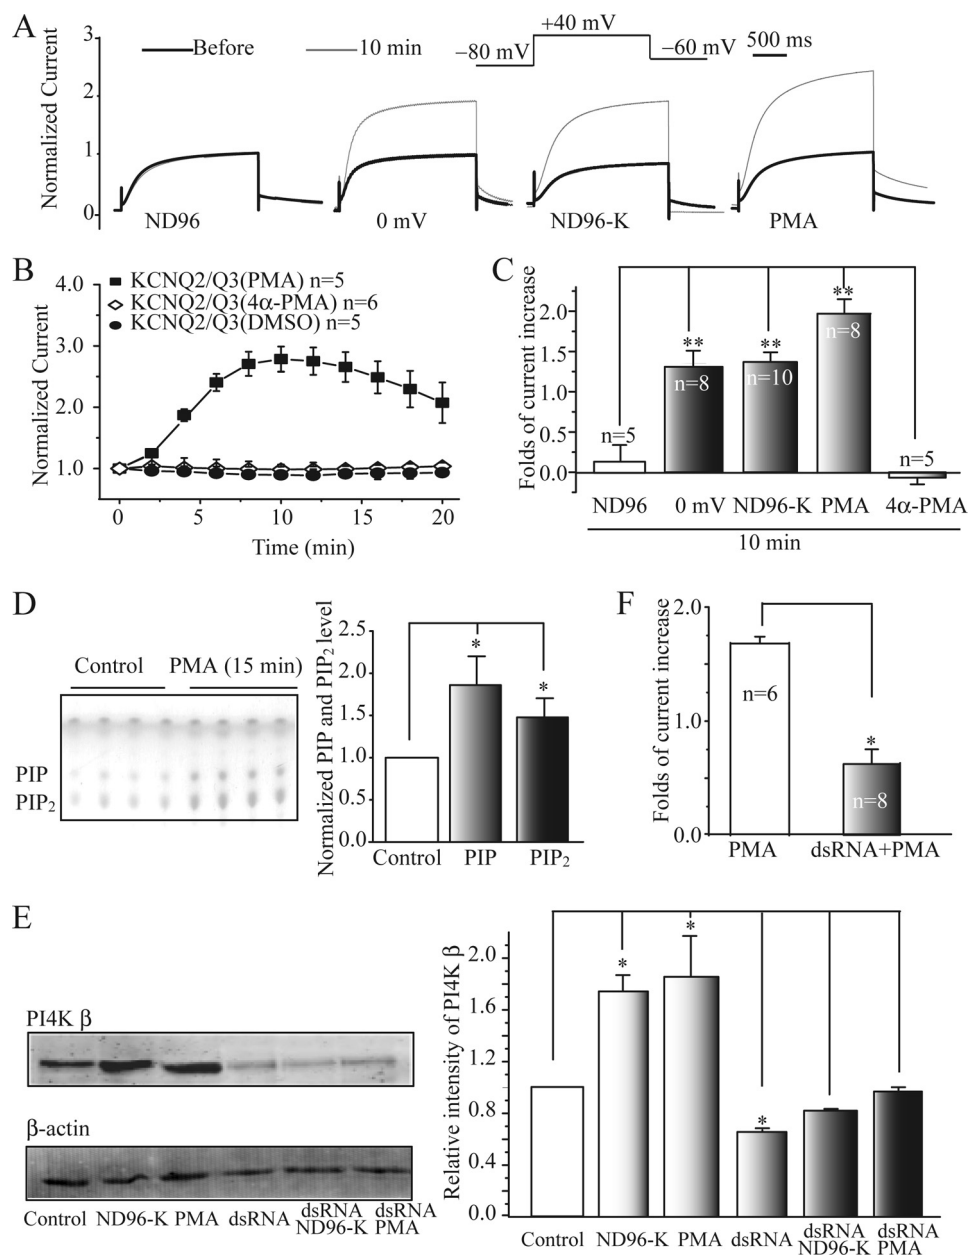 A
Normalized Current
3
2
1
0
Before
10 min
+40 mV
−80 mV
−60 mV
500 ms
ND96
0 mV
ND96-K
PMA
B
Normalized Current
4.0
3.0
2.0
1.0
KCNQ2/Q3(PMA) n=5
KCNQ2/Q3(4α-PMA) n=6
KCNQ2/Q3(DMSO) n=5
0
5
10
15
20
Time (min)
C
Folds of current increase
2.0
1.5
1.0
0.5
0.0
n=5
**
n=8
**
n=10
**
n=8
n=5
ND96
0 mV
ND96-K
PMA
4α-PMA
10 min
D
Control
PMA (15 min)
PIP
PIP2
Normalized PIP and PIP2 level
2.5
2.0
1.5
1.0
0.5
0.0
*
*
Control
PIP
PIP2
F
Folds of current increase
2.0
1.0
0.0
n=6
*
n=8
PMA
dsRNA+PMA
E
PI4K β
β-actin
Control
ND96-K
PMA
dsRNA
dsRNA
ND96-K
dsRNA
PMA
Relative intensity of PI4K β
2.0
1.6
1.2
0.8
0.4
0.0
*
*
*
Control
ND96-K
PMA
dsRNA
dsRNA
ND96-K
dsRNA
PMA